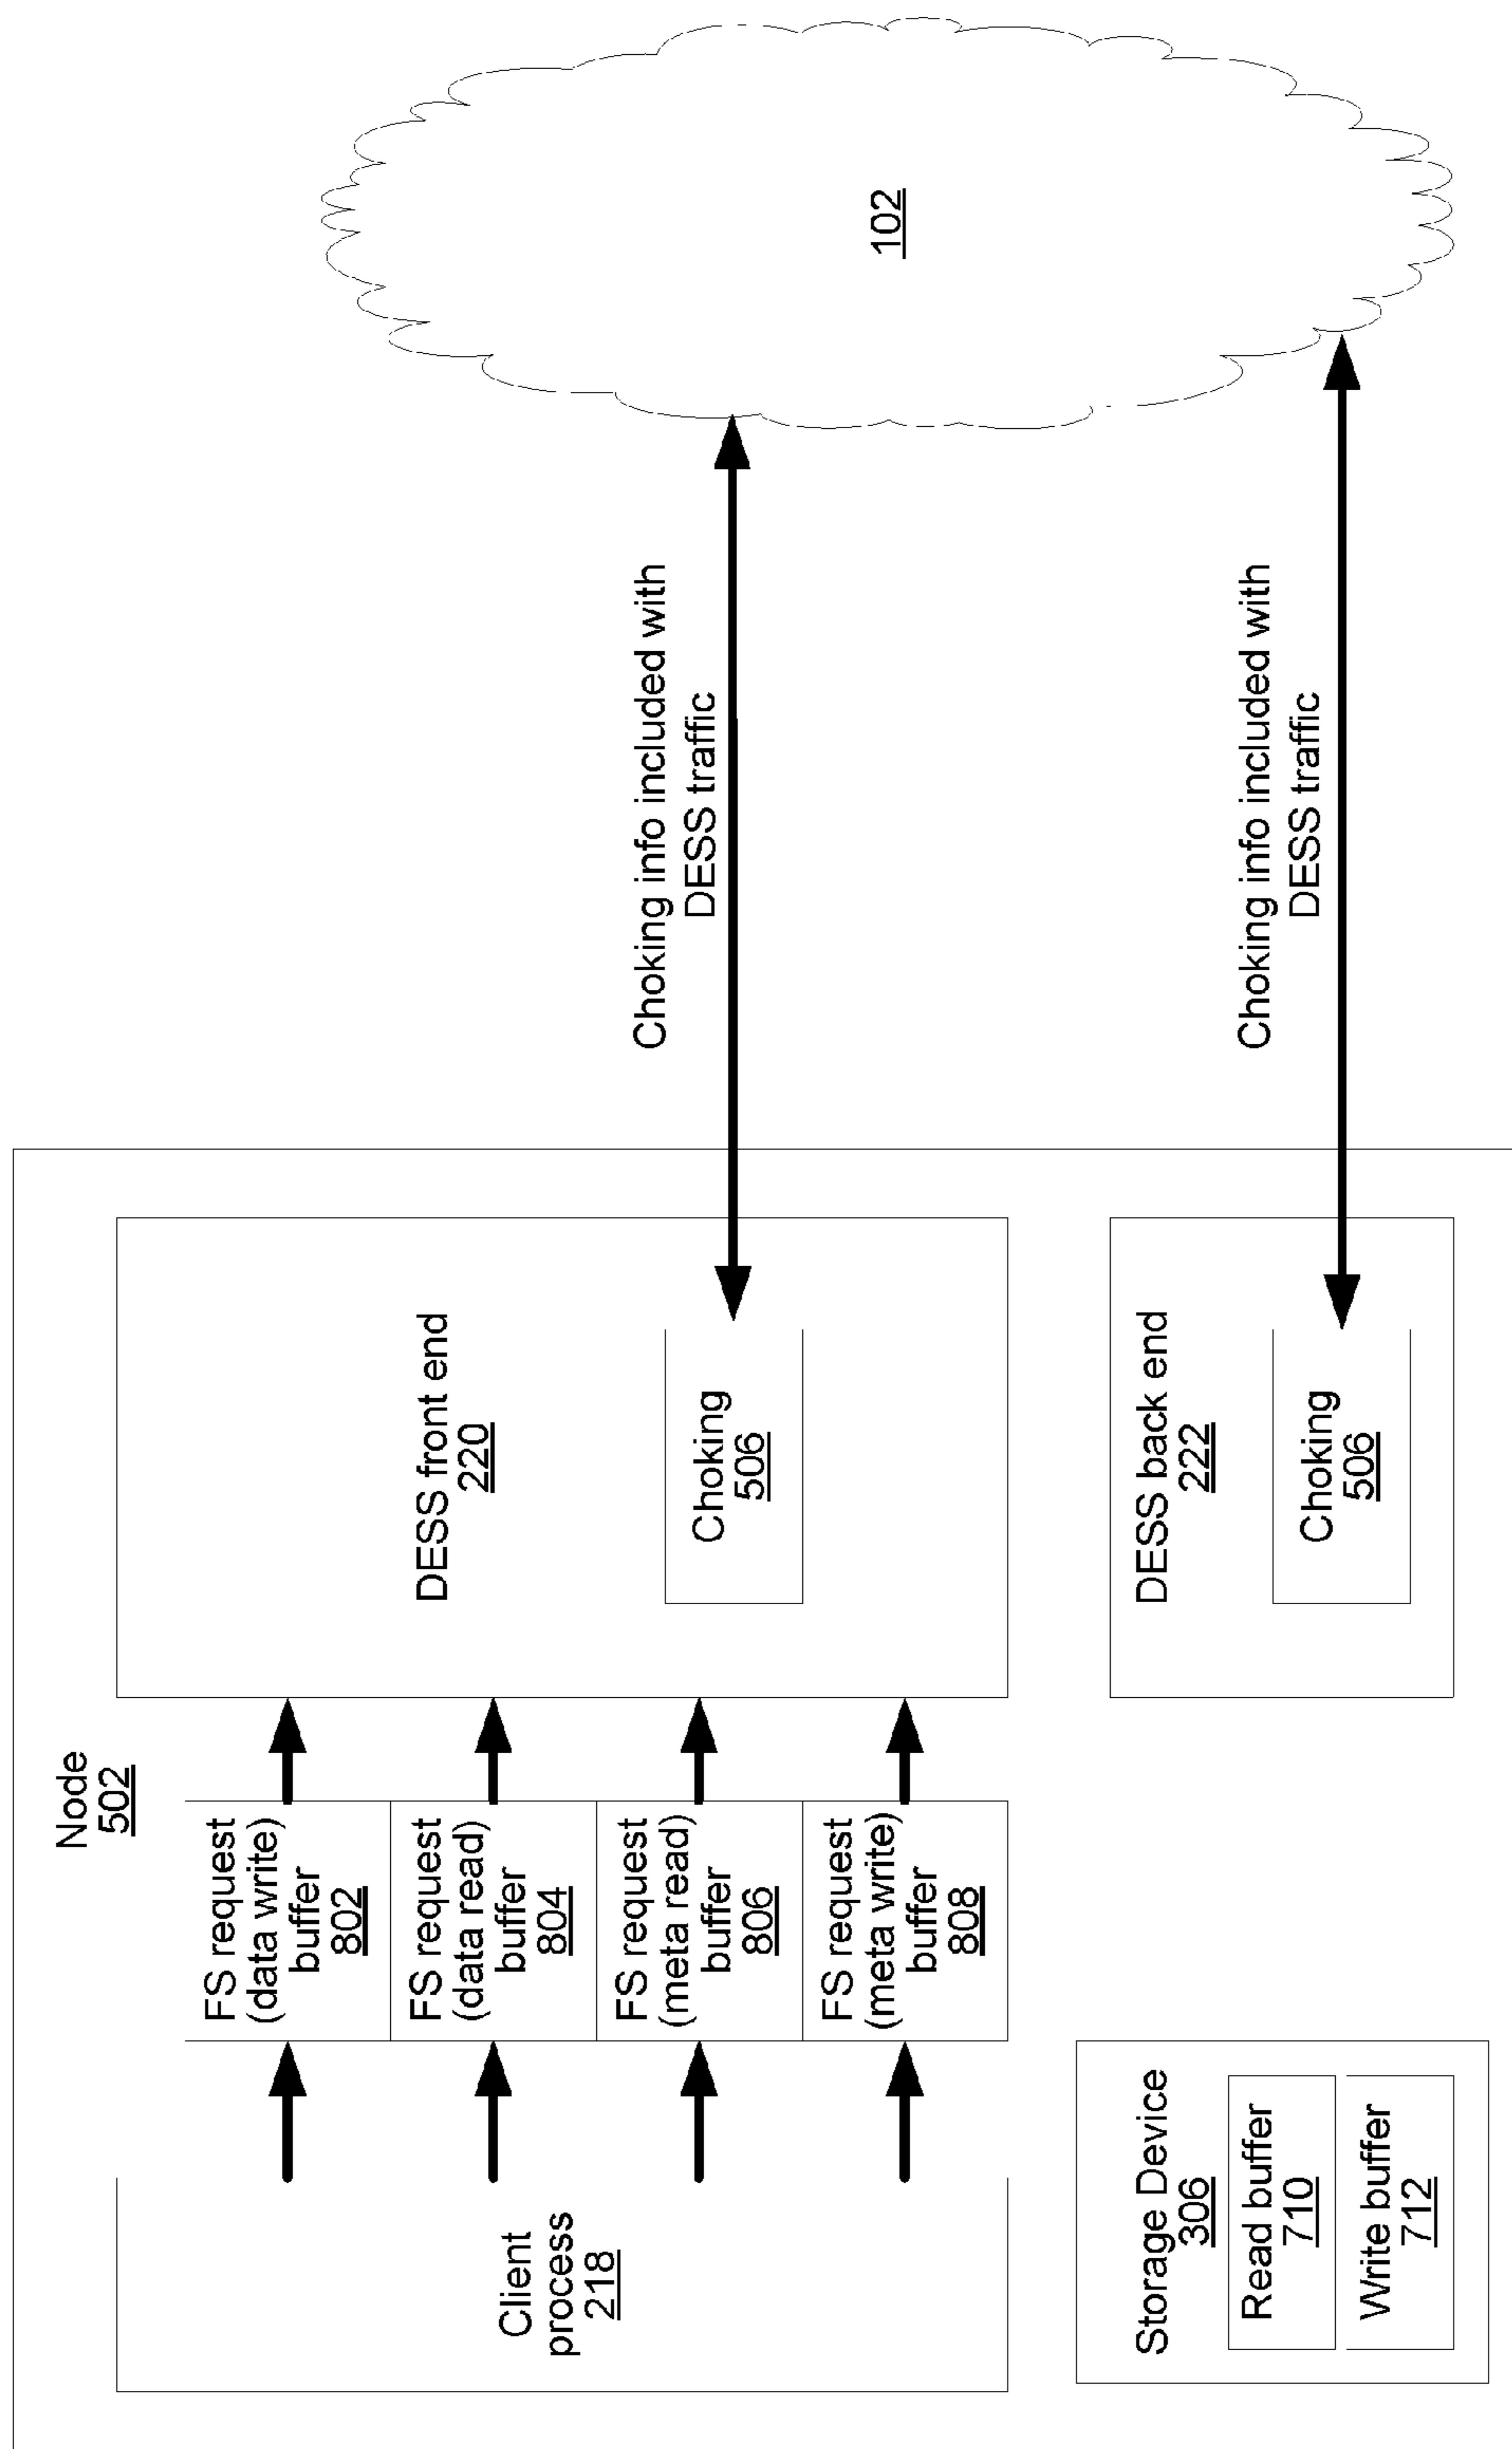 Node
502
Client
process
218
FS request
(data write)
buffer
802
FS request
(data read)
buffer
804
FS request
(meta read)
buffer
806
FS request
(meta write)
buffer
808
DESS front end
220
Choking
506
Choking info included with
DESS traffic
102
Storage Device
306
Read buffer
710
Write buffer
712
DESS back end
222
Choking
506
Choking info included with
DESS traffic